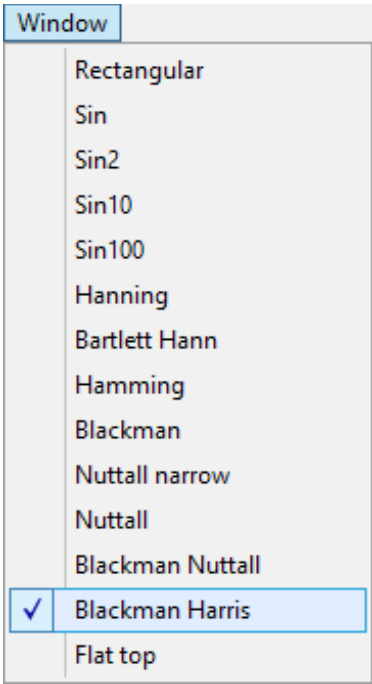 Window
Rectangular
Sin
Sin2
Sin10
Sin100
Hanning
Bartlett Hann
Hamming
Blackman
Nuttall narrow
Nuttall
Blackman Nuttall
Blackman Harris
Flat top